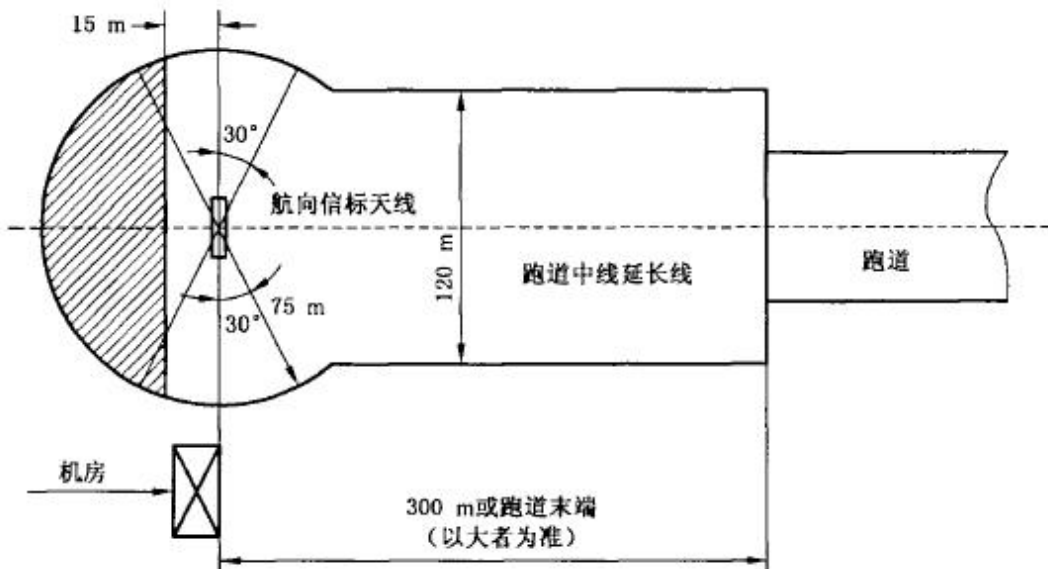 15 m
30°
航向信标天线
120 m
跑道中线延长线
跑道
75 m
30°
机房
300 m或跑道末端
(以大者为准)